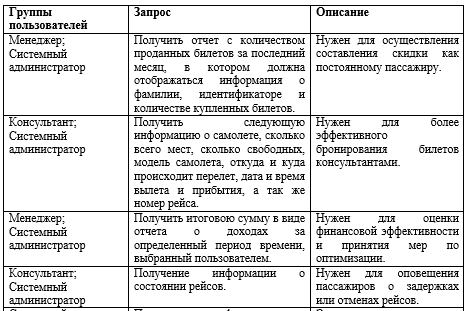 Группы пользователей
Запрос
Описание
Менеджер;
Системный
администратор
Получить отчет с количеством
проданных билетов за последний
месяц, в котором должна
отображаться информация о
фамилии, идентификаторе и
количестве купленных билетов.
Нужен для осуществления
составления скидки как
постоянному пассажиру.
Консультант;
Системный
администратор
Получить следующую
информацию о самолете, сколько
всего мест, сколько свободных,
модель самолета, откуда и куда
происходит перелет, дата и время
вылета и прибытия, а так же
номер рейса.
Нужен для более
эффективного
бронирования билетов
консультантами.
Менеджер;
Системный
администратор
Получить итоговую сумму в виде
отчета о доходах за
определенный период времени,
выбранный пользователем.
Нужен для оценки
финансовой эффективности
и принятия мер по
оптимизации.
Консультант;
Системный
администратор
Получение информации о
состоянии рейсов.
Нужен для оповещения
пассажиров о задержках
или отменах рейсов.